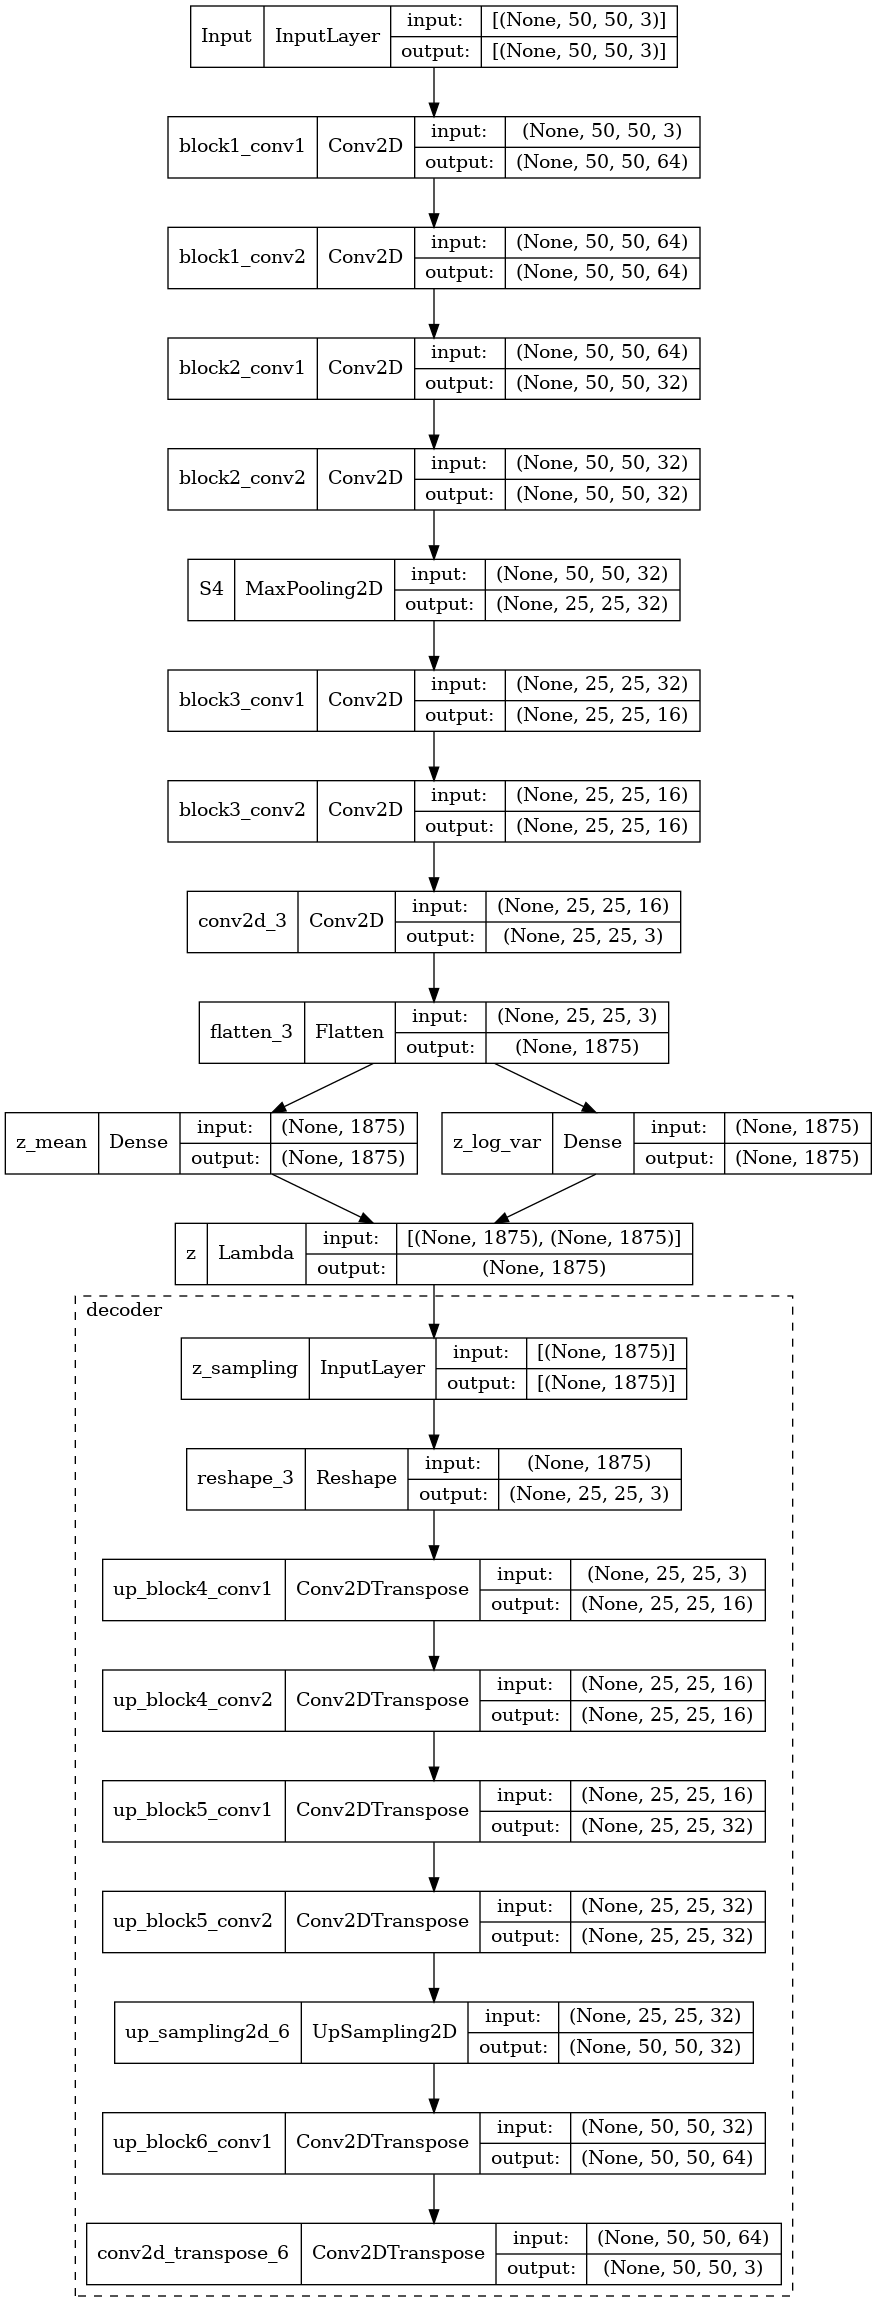 Input InputLayer input: [(None, 50, 50, 3)]
output: [(None, 50, 50, 3)]
block1_conv1 Conv2D input: (None, 50, 50, 3)
output: (None, 50, 50, 64)
block1_conv2 Conv2D input: (None, 50, 50, 64)
output: (None, 50, 50, 64)
block2_conv1 Conv2D input: (None, 50, 50, 64)
output: (None, 50, 50, 32)
block2_conv2 Conv2D input: (None, 50, 50, 32)
output: (None, 50, 50, 32)
S4 MaxPooling2D input: (None, 50, 50, 32)
output: (None, 25, 25, 32)
block3_conv1 Conv2D input: (None, 25, 25, 32)
output: (None, 25, 25, 16)
block3_conv2 Conv2D input: (None, 25, 25, 16)
output: (None, 25, 25, 16)
conv2d_3 Conv2D input: (None, 25, 25, 16)
output: (None, 25, 25, 3)
flatten_3 Flatten input: (None, 25, 25, 3)
output: (None, 1875)
z_mean Dense input: (None, 1875)
output: (None, 1875)
z_log_var Dense input: (None, 1875)
output: (None, 1875)
z Lambda input: [(None, 1875), (None, 1875)]
output: (None, 1875)
decoder
z_sampling InputLayer input: [(None, 1875)]
output: [(None, 1875)]
reshape_3 Reshape input: (None, 1875)
output: (None, 25, 25, 3)
up_block4_conv1 Conv2DTranspose input: (None, 25, 25, 3)
output: (None, 25, 25, 16)
up_block4_conv2 Conv2DTranspose input: (None, 25, 25, 16)
output: (None, 25, 25, 16)
up_block5_conv1 Conv2DTranspose input: (None, 25, 25, 16)
output: (None, 25, 25, 32)
up_block5_conv2 Conv2DTranspose input: (None, 25, 25, 32)
output: (None, 25, 25, 32)
up_sampling2d_6 UpSampling2D input: (None, 25, 25, 32)
output: (None, 50, 50, 32)
up_block6_conv1 Conv2DTranspose input: (None, 50, 50, 32)
output: (None, 50, 50, 64)
conv2d_transpose_6 Conv2DTranspose input: (None, 50, 50, 64)
output: (None, 50, 50, 3)